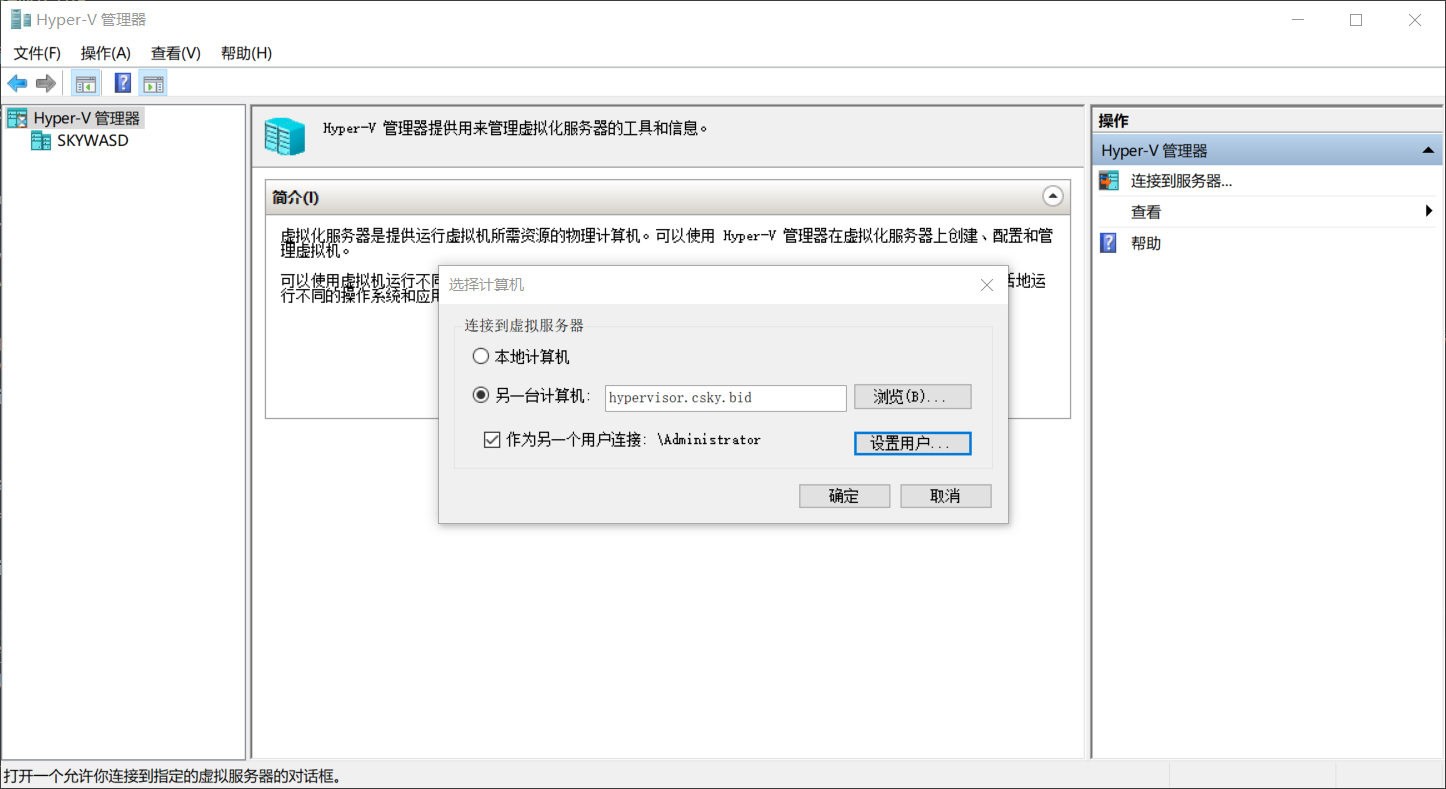 Hyper-V 管理器
文件(F) 操作(A) 查看(V) 帮助(H)
Hyper-V 管理器
SKYWASD
Hyper-V 管理器提供用来管理虚拟化服务器的工具和信息。
简介(I)
虚拟化服务器是提供运行虚拟机所需资源的物理计算机。可以使用 Hyper-V 管理器在虚拟化服务器上创建、配置和管
理虚拟机。
可以使用虚拟机运行不同 活地运
行不同的操作系统和应用
选择计算机
连接到虚拟服务器
本地计算机
另一台计算机: hypervisor.csky.bid 浏览(B)...
作为另一个用户连接: \Administrator 设置用户...
确定 取消
操作
Hyper-V 管理器
连接到服务器...
查看
帮助
打开一个允许你连接到指定的虚拟服务器的对话框。